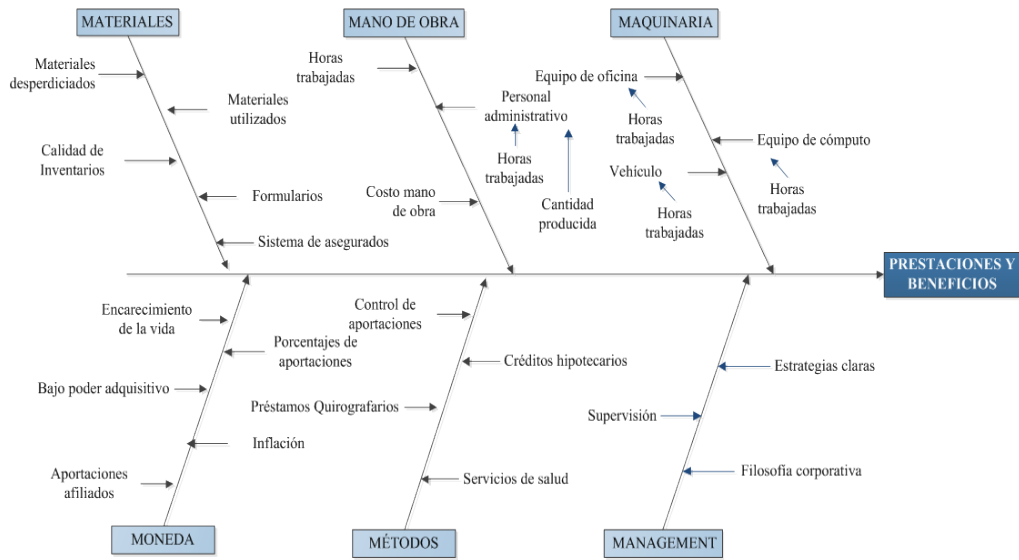 MATERIALES
MANO DE OBRA
MAQUINARIA
Materiales
desperdiciados
Materiales
utilizados
Calidad de
Inventarios
Formularios
Sistema de asegurados
Horas
trabajadas
Personal
administrativo
Horas
trabajadas
Cantidad
producida
Costo mano
de obra
Equipo de oficina
Horas
trabajadas
Equipo de cómputo
Horas
trabajadas
Vehículo
Horas
trabajadas
PRESTACIONES Y
BENEFICIOS
Encarecimiento
de la vida
Porcentajes de
aportaciones
Bajo poder adquisitivo
Inflación
Aportaciones
afiliados
Control de
aportaciones
Créditos hipotecarios
Préstamos Quirografarios
Servicios de salud
Estrategias claras
Supervisión
Filosofía corporativa
MONEDA
MÉTODOS
MANAGEMENT